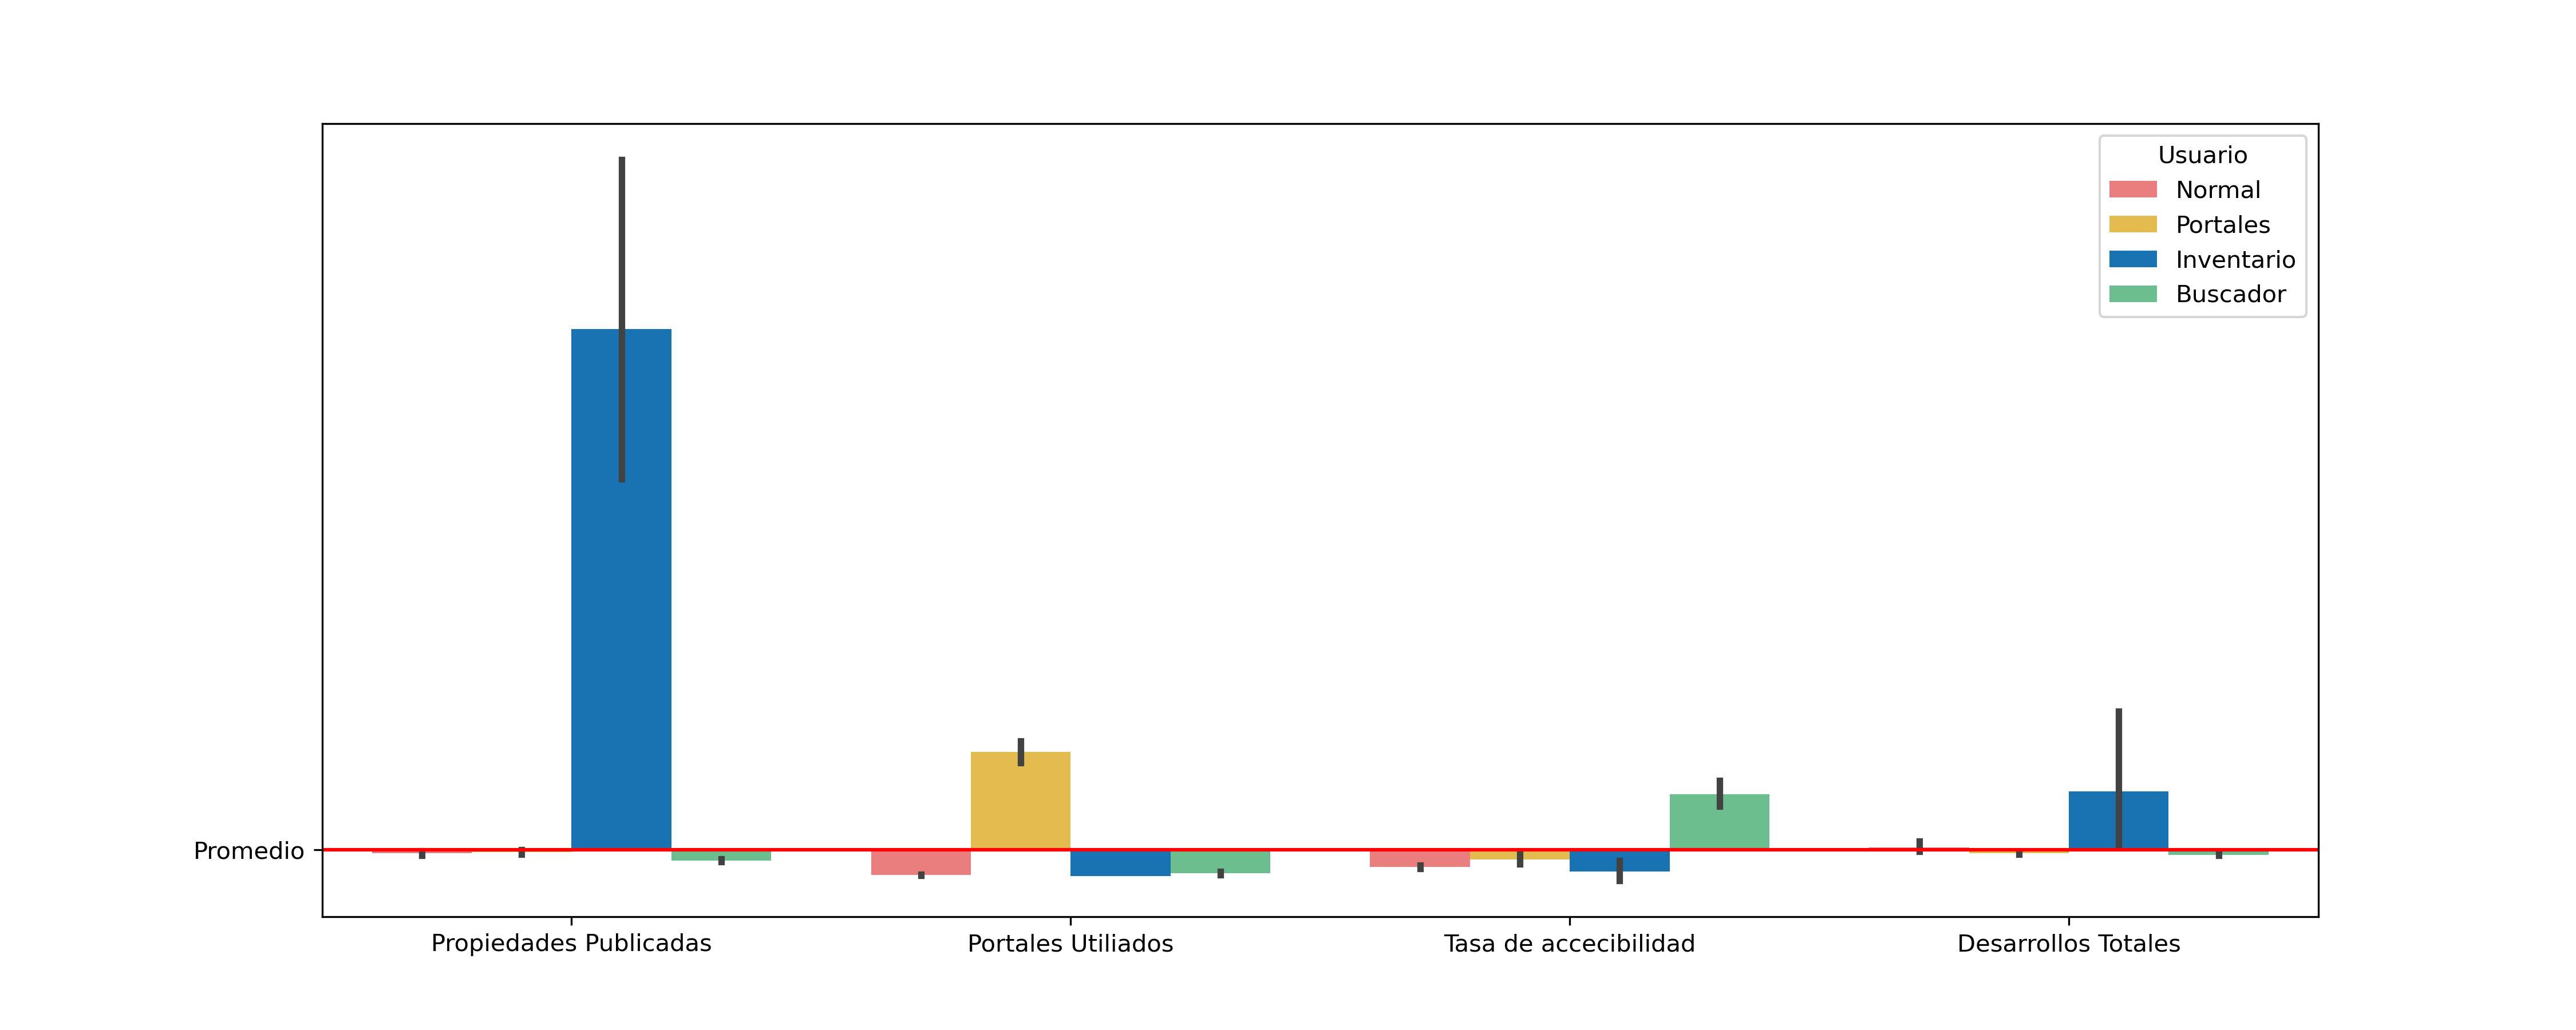 Usuario
Normal
Portales
Inventario
Buscador
Promedio
Propiedades Publicadas
Portales Utiliados
Tasa de accecibilidad
Desarrollos Totales